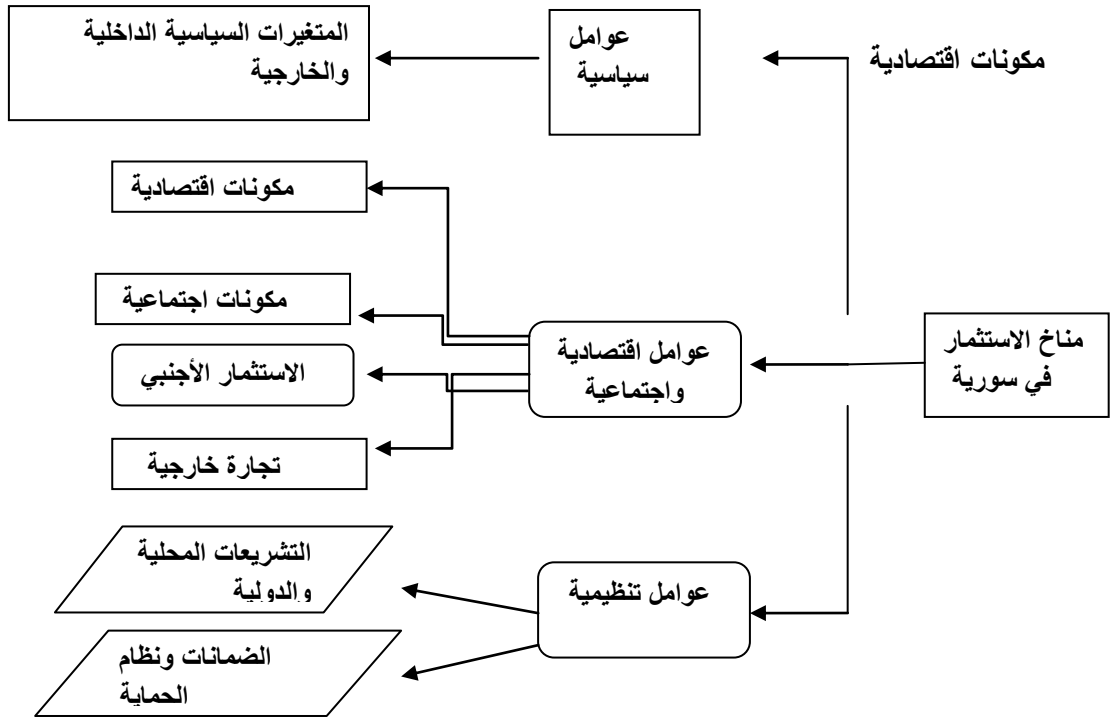 مكونات اقتصادية
عوامل
سياسية
المتغيرات السياسية الداخلية
والخارجية
مناخ الاستثمار
في سورية
عوامل اقتصادية
واجتماعية
مكونات اقتصادية
مكونات اجتماعية
الاستثمار الأجنبي
تجارة خارجية
عوامل تنظيمية
التشريعات المحلية
والدولية
الضمانات ونظام
الحماية